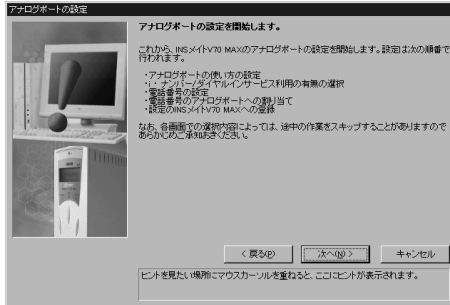 アナログポートの設定
アナログポートの設定を開始します。
これから、INSメイトV70 MAXのアナログポートの設定を開始します。設定は次の順番で
行われます。
・アナログポートの使い方の設定
・i・ナンバー/ダイヤルインサービス利用の有無の選択
・電話番号の設定
・電話番号のアナログポートへの割り当て
・設定のINSメイトV70 MAXへの登録
なお、各画面での選択内容によっては、途中の作業をスキップすることがありますので
あらかじめご承知おきください。
< 戻る(P)
次へ(N) >
キャンセル
ヒントを見たい場所にマウスカーソルを重ねると、ここにヒントが表示されます。